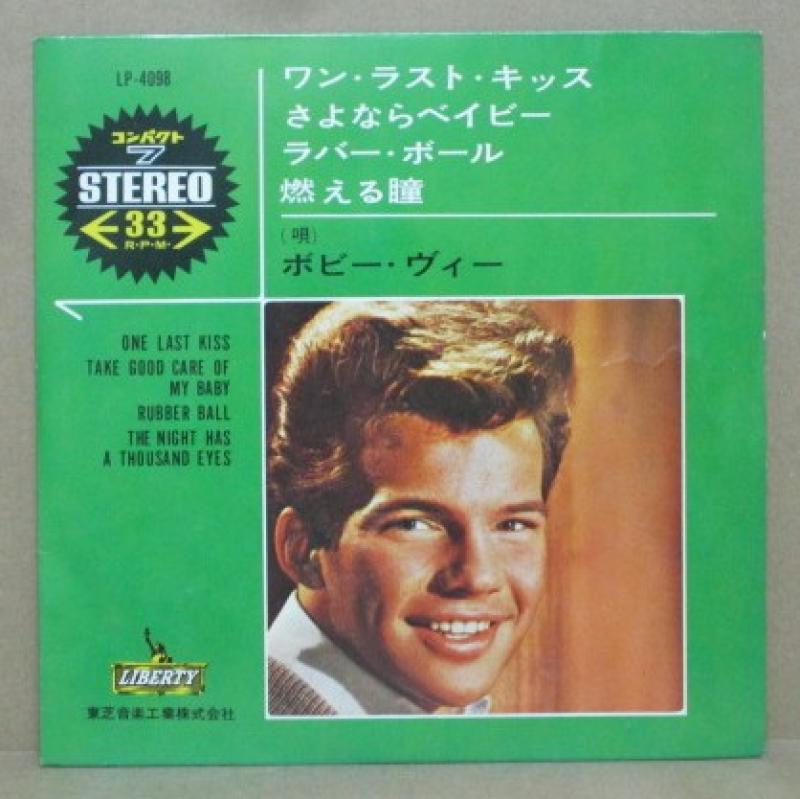 LP-4098
コンパクト
7
STEREO
33
R·P·M·
ワン・ラスト・キッス
さよならベイビー
ラバー・ボール
燃える瞳
(唄)
ボビー・ヴィー
ONE LAST KISS
TAKE GOOD CARE OF
MY BABY
RUBBER BALL
THE NIGHT HAS
A THOUSAND EYES
LIBERTY
東芝音楽工業株式会社